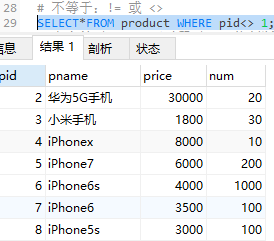 28 # 不等于：!= 或 <>
29 SELECT*FROM product WHERE pid<> 1;
信息 结果 1 剖析 状态
pid pname price num
2 华为5G手机 30000 20
3 小米手机 1800 30
4 iPhonex 8000 10
5 iPhone7 6000 200
6 iPhone6s 4000 1000
7 iPhone6 3500 100
8 iPhone5s 3000 100